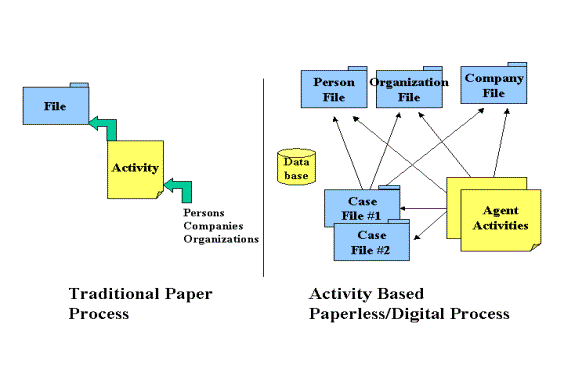 File
Activity
Persons
Companies
Organizations
Traditional Paper
Process
Person
File
Organization
File
Company
File
Data
base
Case
File #1
Case
File #2
Agent
Activities
Activity Based
Paperless/Digital Process